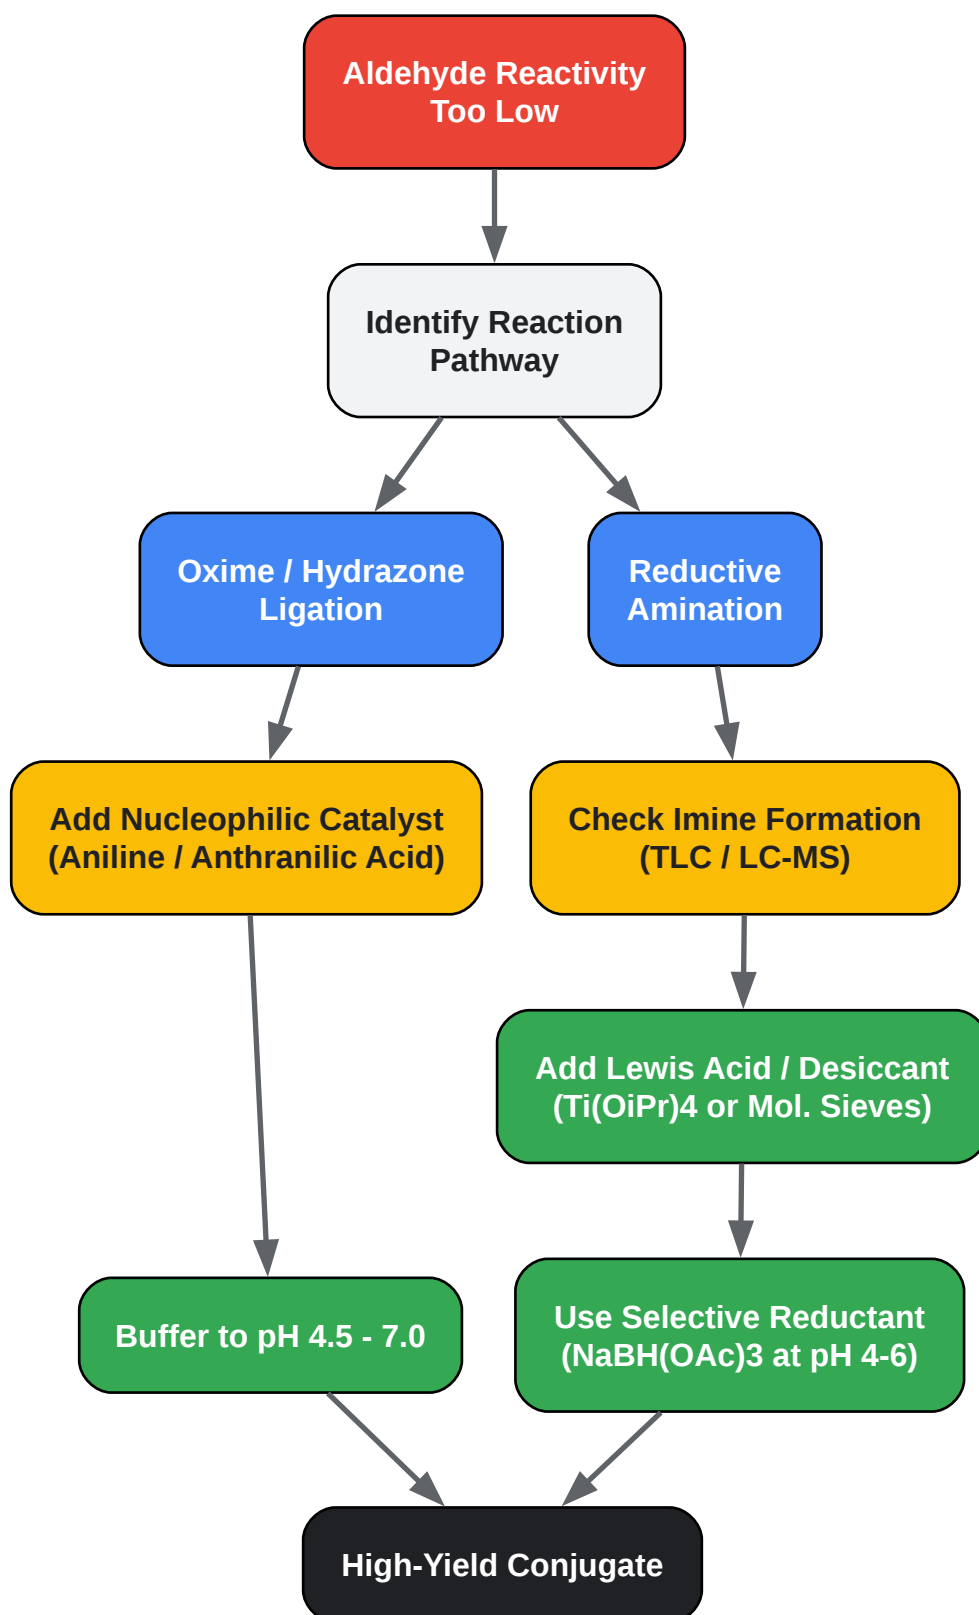 Aldehyde Reactivity
Too Low
Identify Reaction
Pathway
Oxime / Hydrazone
Ligation
Reductive
Amination
Add Nucleophilic Catalyst
(Aniline / Anthranilic Acid)
Check Imine Formation
(TLC / LC-MS)
Add Lewis Acid / Desiccant
(Ti(OiPr)4 or Mol. Sieves)
Buffer to pH 4.5 - 7.0
Use Selective Reductant
(NaBH(OAc)3 at pH 4-6)
High-Yield Conjugate